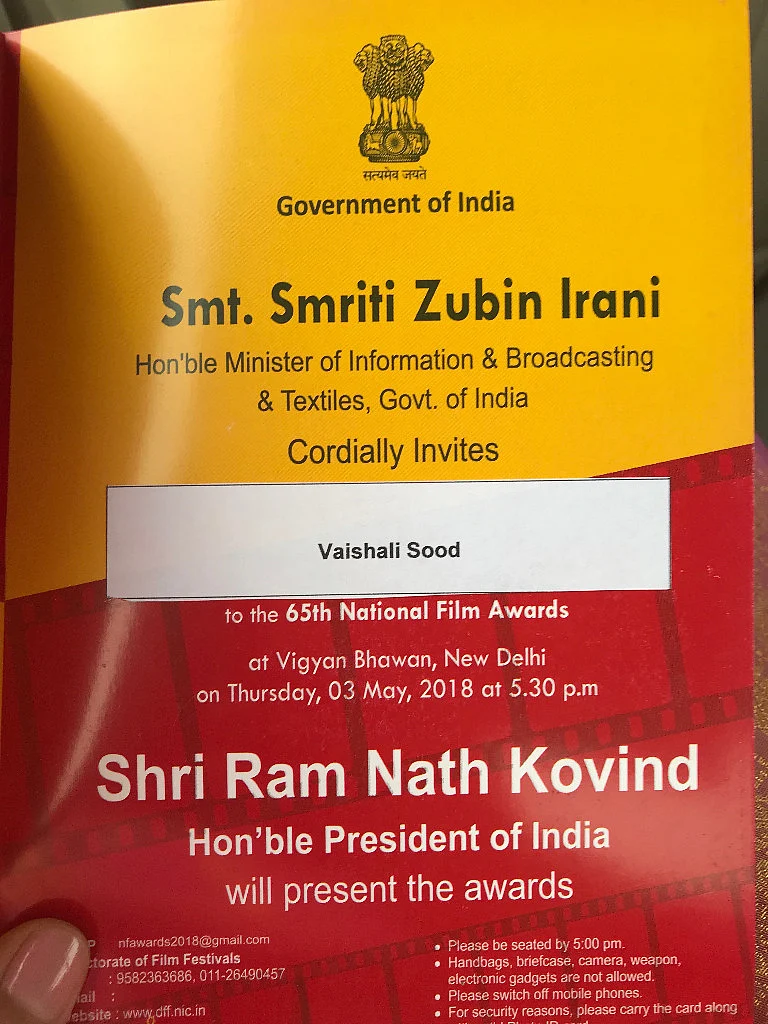 सत्यमेव जयते
Government of India
Smt. Smriti Zubin Irani
Hon'ble Minister of Information & Broadcasting
& Textiles, Govt. of India
Cordially Invites
Vaishali Sood
to the 65th National Film Awards
at Vigyan Bhawan, New Delhi
on Thursday, 03 May, 2018 at 5.30 p.m
Shri Ram Nath Kovind
Hon'ble President of India
will present the awards
nfawards2018@gmail.com
ctorate of Film Festivals
: 9582363686, 011-26490457
ail :
ebsite : www.dff.nic.in
• Please be seated by 5:00 pm.
• Handbags, briefcase, camera, weapon,
electronic gadgets are not allowed.
• Please switch off mobile phones.
• For security reasons, please carry the card along